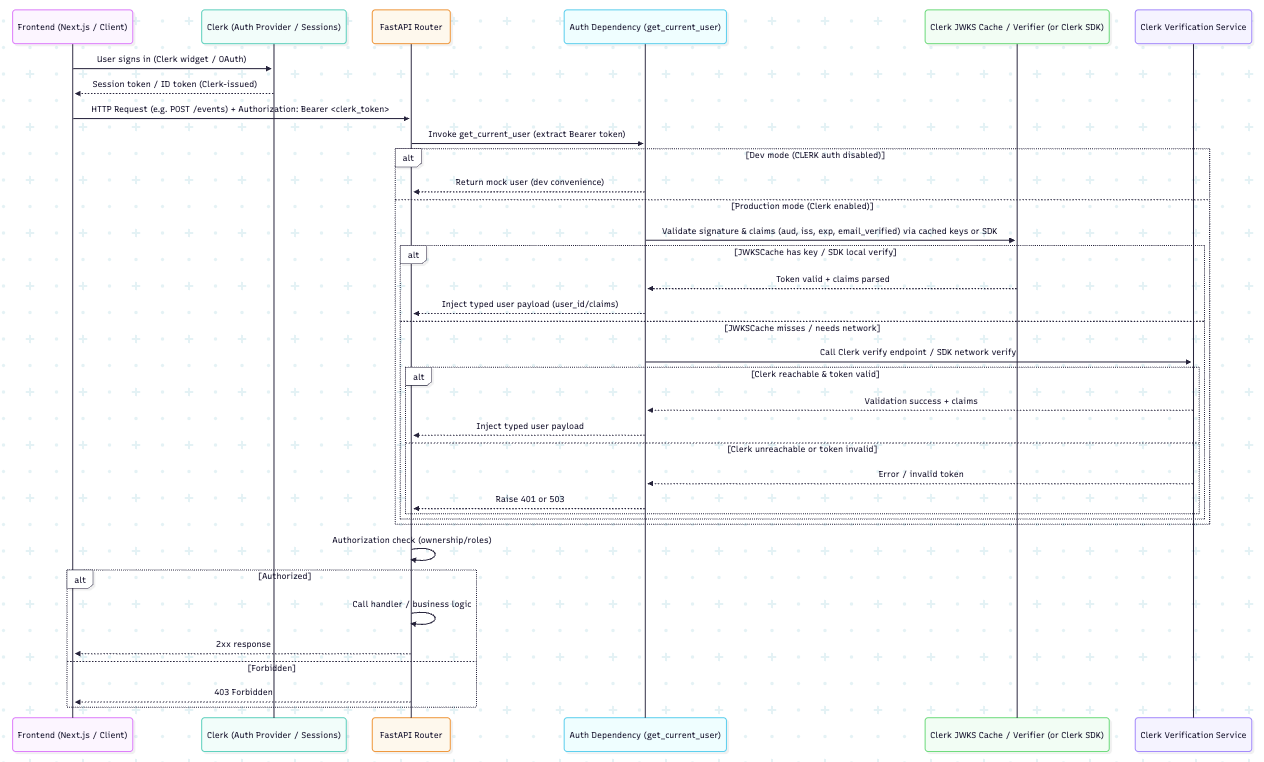 Frontend (Next.js / Client)
Clerk (Auth Provider / Sessions)
FastAPI Router
Auth Dependency (get_current_user)
Clerk JWKS Cache / Verifier (or Clerk SDK)
Clerk Verification Service
User signs in (Clerk widget / OAuth)
Session token / ID token (Clerk-issued)
HTTP Request (e.g. POST /events) + Authorization: Bearer <clerk_token>
Invoke get_current_user (extract Bearer token)
alt
[Dev mode (CLERK auth disabled)]
Return mock user (dev convenience)
[Production mode (Clerk enabled)]
Validate signature & claims (aud, iss, exp, email_verified) via cached keys or SDK
alt
[JWKSCache has key / SDK local verify]
Token valid + claims parsed
Inject typed user payload (user_id/claims)
[JWKSCache misses / needs network]
Call Clerk verify endpoint / SDK network verify
alt
[Clerk reachable & token valid]
Validation success + claims
Inject typed user payload
[Clerk unreachable or token invalid]
Error / invalid token
Raise 401 or 503
Authorization check (ownership/roles)
alt
[Authorized]
Call handler / business logic
2xx response
[Forbidden]
403 Forbidden
Frontend (Next.js / Client)
Clerk (Auth Provider / Sessions)
FastAPI Router
Auth Dependency (get_current_user)
Clerk JWKS Cache / Verifier (or Clerk SDK)
Clerk Verification Service